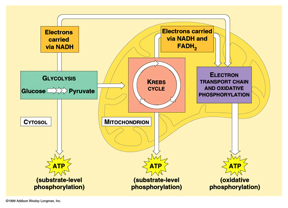 Electrons carried
via NADH
Electrons carried
via NADH and
FADH2
GLYCOLYSIS
Glucose Pyruvate
KREBS
CYCLE
ELECTRON
TRANSPORT CHAIN
AND OXIDATIVE
PHOSPHORYLATION
CYTOSOL
MITOCHONDRION
ATP
ATP
ATP
(substrate-level
phosphorylation)
(substrate-level
phosphorylation)
(oxidative
phosphorylation)
©1999 Addison Wesley Longman, Inc.